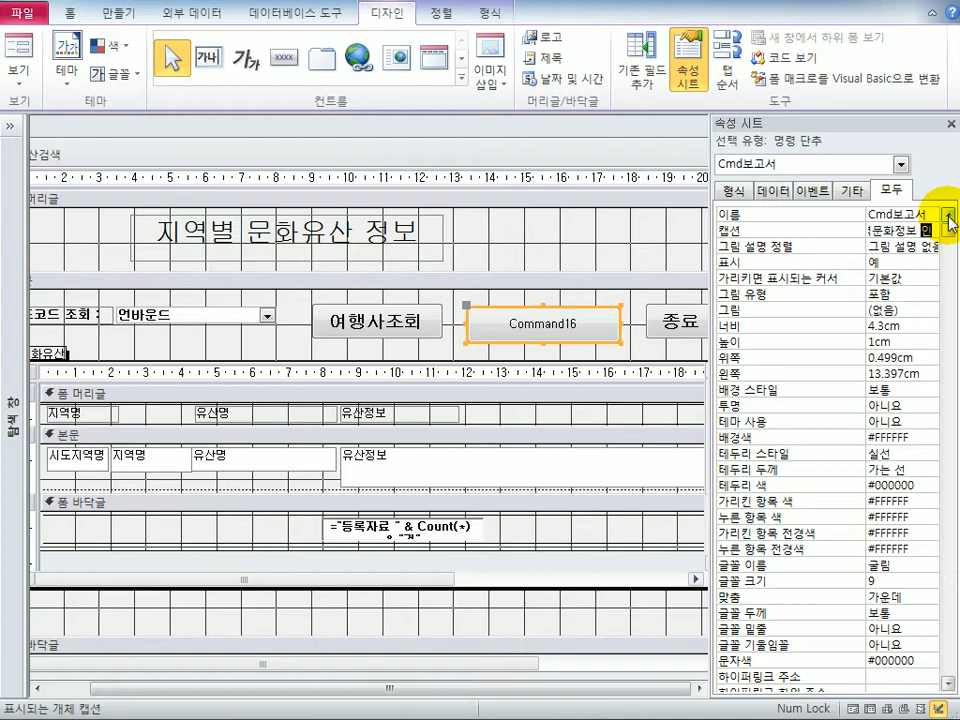 파일 홈 만들기 외부 데이터 데이터베이스 도구 디자인 정렬 형식
보기
보기
가가
테마
색
가 글꼴
테마
가나
가가
XXXX
이미지 삽입
컨트롤
로고
제목
날짜 및 시간
머리글/바닥글
기존 필드 추가
속성 시트
탭 순서
새 창에서 하위 폼 보기
코드 보기
폼 매크로를 Visual Basic으로 변환
도구
탐색 창
산검색
머리글
지역별 문화유산 정보
드코드 조회 :
언바운드
여행사조회
Command16
종료
화유산
폼 머리글
지역명 유산명 유산정보
본문
시도지역명 지역명 유산명 유산정보
폼 바닥글
="등록자료 " & Count(*)
바닥글
속성 시트
선택 유형: 명령 단추
Cmd보고서
형식 데이터 이벤트 기타 모두
이름 Cmd보고서
캡션 문화정보 인
그림 설명 정렬 그림 설명 없음
표시 예
가리키면 표시되는 커서 기본값
그림 유형 포함
그림 (없음)
너비 4.3cm
높이 1cm
위쪽 0.499cm
왼쪽 13.397cm
배경 스타일 보통
투명 아니요
테마 사용 아니요
배경색 #FFFFFF
테두리 스타일 실선
테두리 두께 가는 선
테두리 색 #000000
가리킨 항목 색 #FFFFFF
누른 항목 색 #FFFFFF
가리킨 항목 전경색 #FFFFFF
누른 항목 전경색 #FFFFFF
글꼴 이름 굴림
글꼴 크기 9
맞춤 가운데
글꼴 두께 보통
글꼴 밑줄 아니요
글꼴 기울임꼴 아니요
문자색 #000000
하이퍼링크 주소
표시되는 개체 캡션
Num Lock